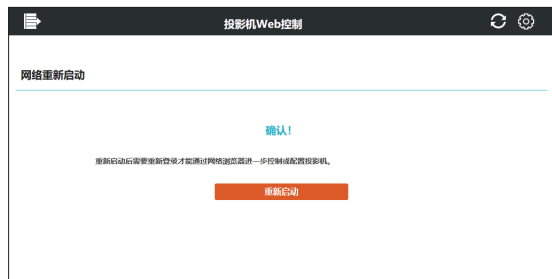 投影机Web控制
网络重新启动
确认！
重新启动后需要重新登录才能通过网络浏览器进一步控制或配置投影机。
重新启动